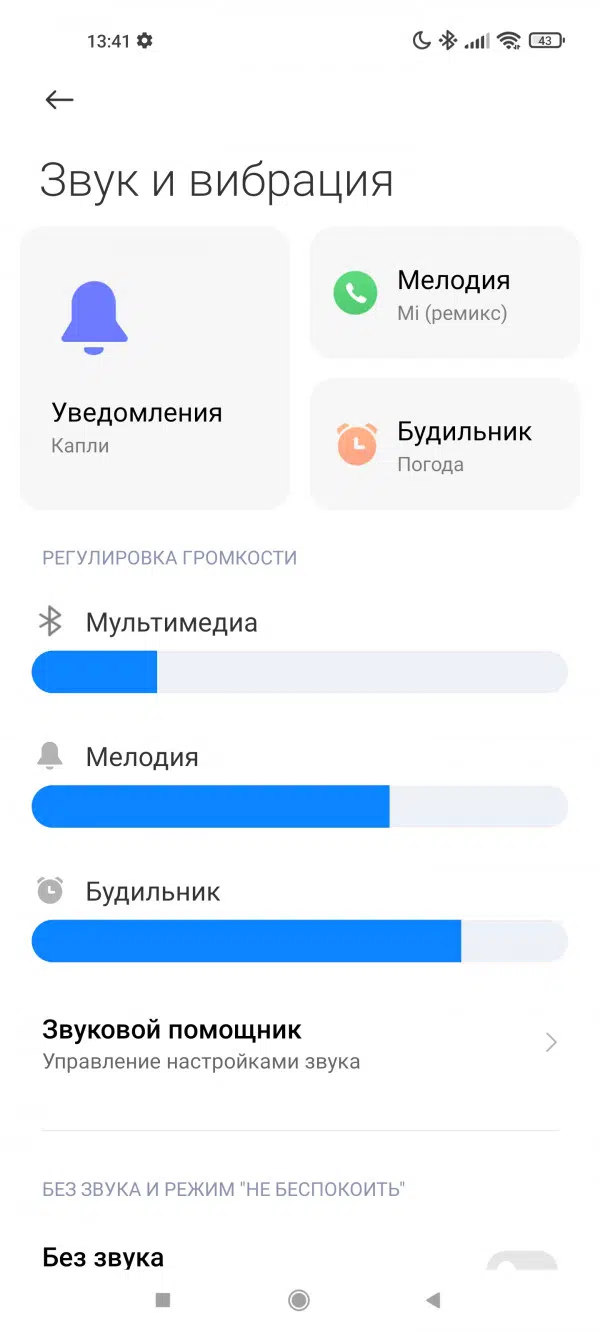 13:41
43
Звук и вибрация
Уведомления
Капли
Мелодия
Mi (ремикс)
Будильник
Погода
РЕГУЛИРОВКА ГРОМКОСТИ
Мультимедиа
Мелодия
Будильник
Звуковой помощник
Управление настройками звука
БЕЗ ЗВУКА И РЕЖИМ "НЕ БЕСПОКОИТЬ"
Без звука